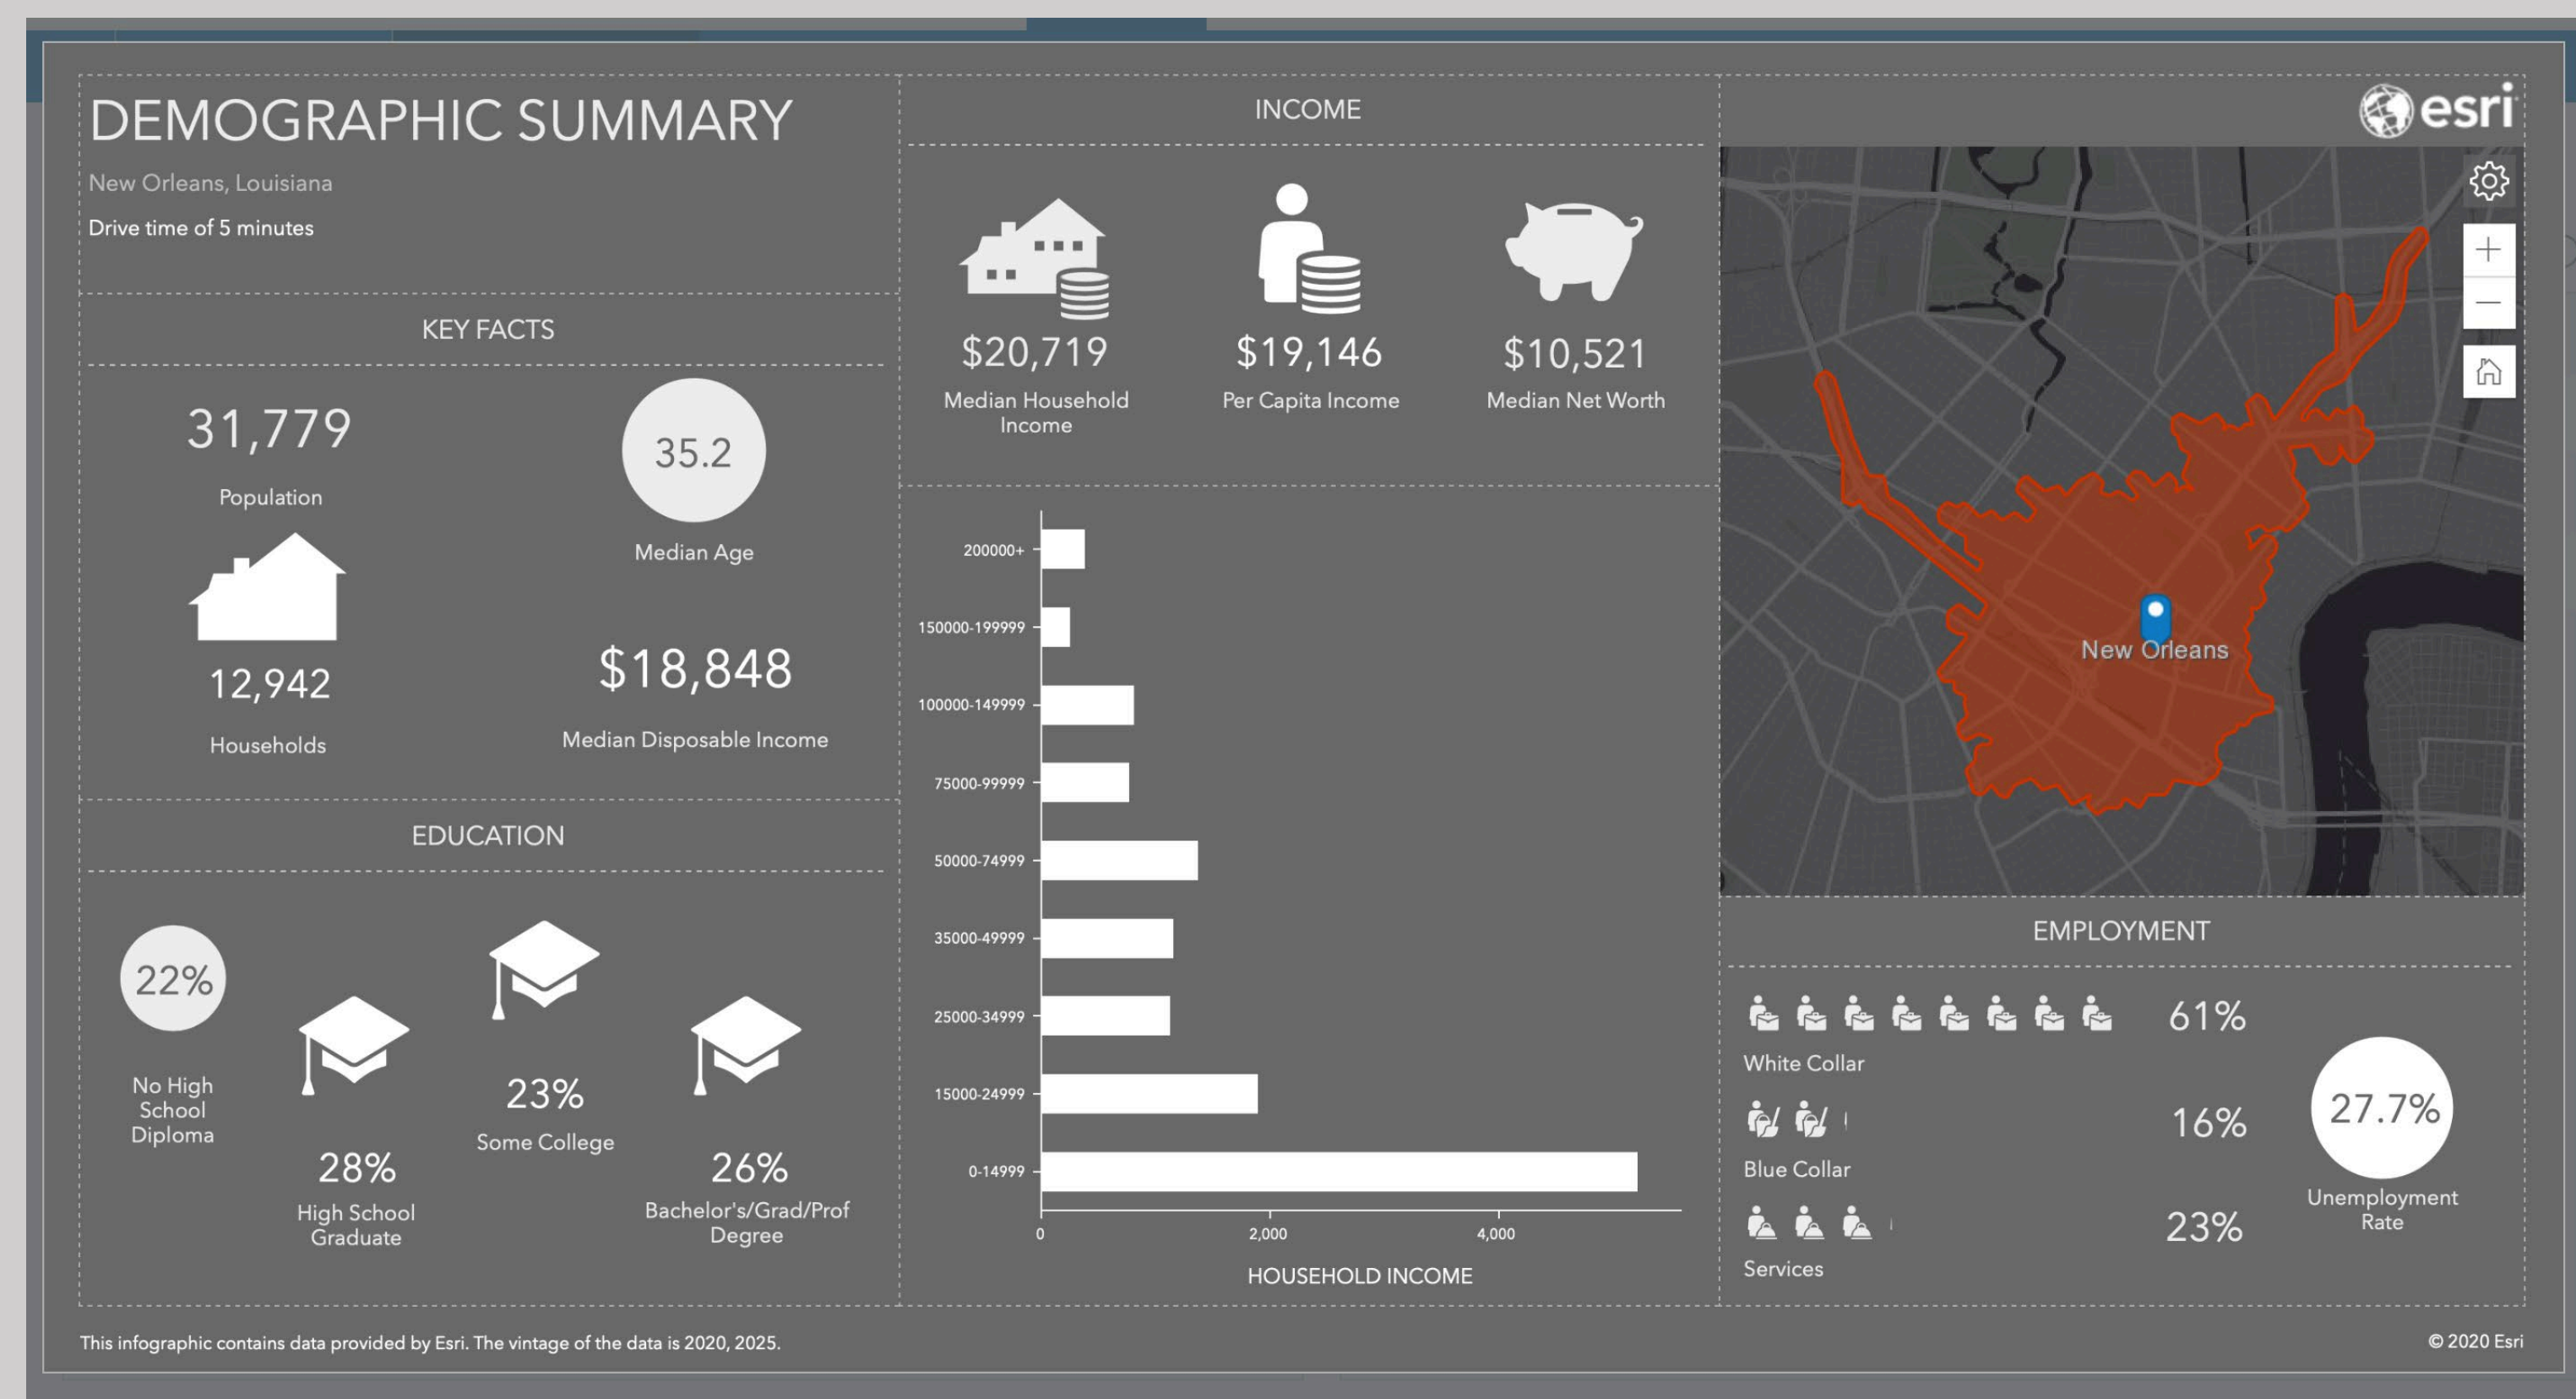 DEMOGRAPHIC SUMMARY
New Orleans, Louisiana
Drive time of 5 minutes
KEY FACTS
31,779
Population
35.2
Median Age
12,942
Households
$18,848
Median Disposable Income
EDUCATION
22%
No High
School
Diploma
28%
High School
Graduate
23%
Some College
26%
Bachelor's/Grad/Prof
Degree
INCOME
$20,719
Median Household
Income
$19,146
Per Capita Income
$10,521
Median Net Worth
200000+
150000-199999
100000-149999
75000-99999
50000-74999
35000-49999
25000-34999
15000-24999
0-14999
0 2,000 4,000
HOUSEHOLD INCOME
esri
New Orleans
EMPLOYMENT
61%
White Collar
16%
Blue Collar
23%
Services
27.7%
Unemployment
Rate
This infographic contains data provided by Esri. The vintage of the data is 2020, 2025.
© 2020 Esri